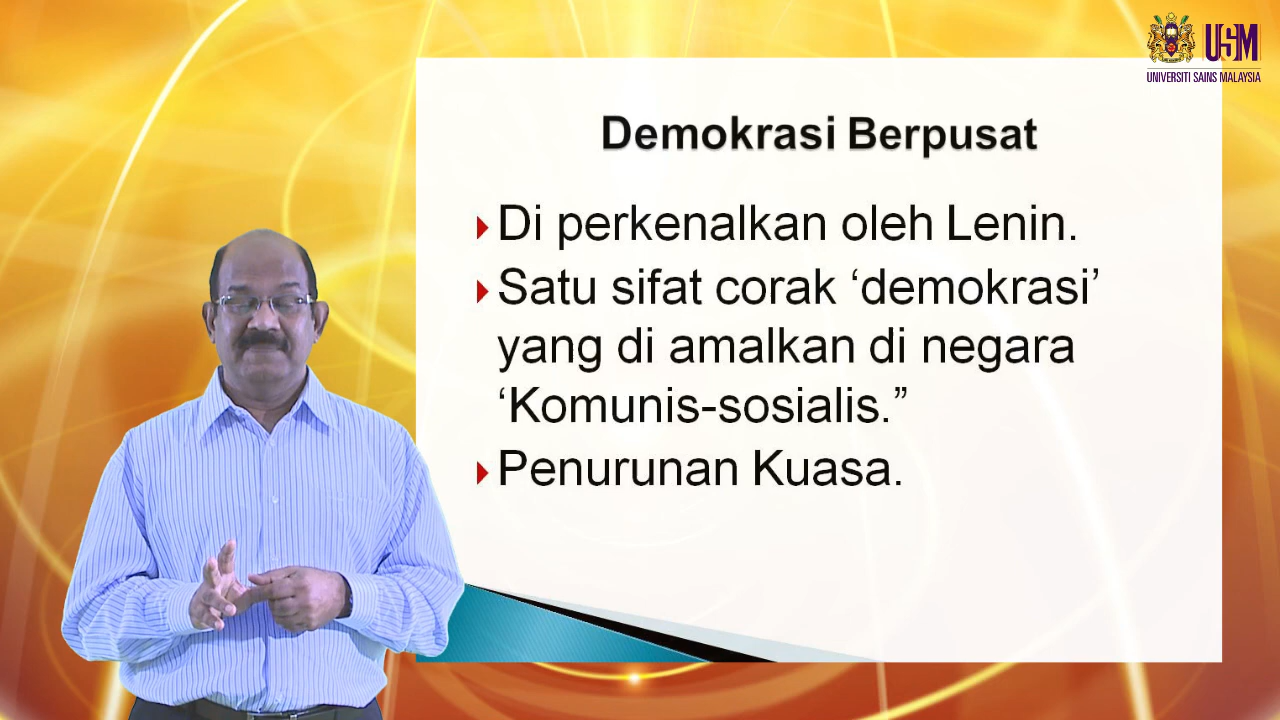 USM
UNIVERSITI SAINS MALAYSIA
Demokrasi Berpusat
Di perkenalkan oleh Lenin.
Satu sifat corak ‘demokrasi’
yang di amalkan di negara
‘Komunis-sosialis.”
Penurunan Kuasa.